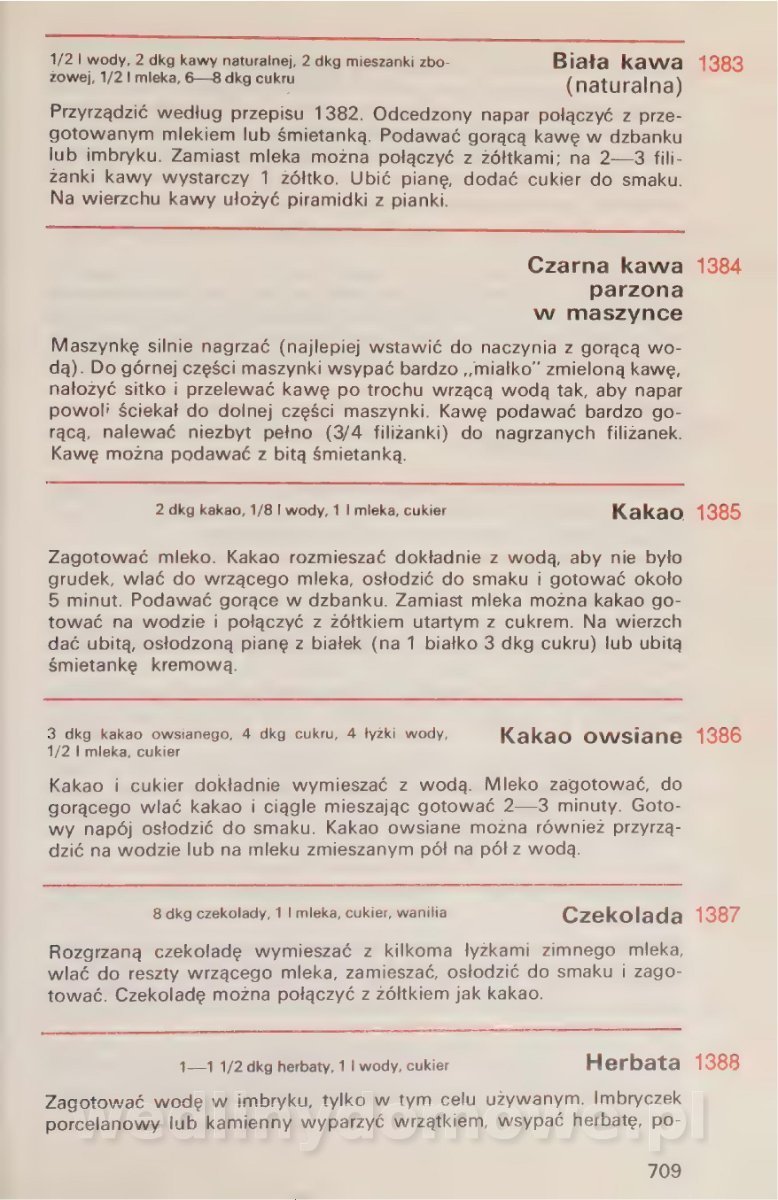 1/2 l wody, 2 dkg kawy naturalnej, 2 dkg mieszanki zbo-
żowej, 1/2 l mleka, 6—8 dkg cukru
Biała kawa 1383
(naturalna)
Przyrządzić według przepisu 1382. Odcedzony napar połączyć z prze-
gotowanym mlekiem lub śmietanką. Podawać gorącą kawę w dzbanku
lub imbryku. Zamiast mleka można połączyć z żółtkami; na 2—3 fili-
żanki kawy wystarczy 1 żółtko. Ubić pianę, dodać cukier do smaku.
Na wierzchu kawy ułożyć piramidki z pianki.
Czarna kawa 1384
parzona
w maszynce
Maszynkę silnie nagrzać (najlepiej wstawić do naczynia z gorącą wo-
dą). Do górnej części maszynki wsypać bardzo „miałko" zmieloną kawę,
nałożyć sitko i przelewać kawę po trochu wrzącą wodą tak, aby napar
powoli ściekał do dolnej części maszynki. Kawę podawać bardzo go-
rącą, nalewać niezbyt pełno (3/4 filiżanki) do nagrzanych filiżanek.
Kawę można podawać z bitą śmietanką.
2 dkg kakao, 1/8 l wody, 1 l mleka, cukier
Kakao 1385
Zagotować mleko. Kakao rozmieszać dokładnie z wodą, aby nie było
grudek, wlać do wrzącego mleka, osłodzić do smaku i gotować około
5 minut. Podawać gorące w dzbanku. Zamiast mleka można kakao go-
tować na wodzie i połączyć z żółtkiem utartym z cukrem. Na wierzch
dać ubitą, osłodzoną pianę z białek (na 1 białko 3 dkg cukru) lub ubitą
śmietankę kremową.
3 dkg kakao owsianego, 4 dkg cukru, 4 łyżki wody,
1/2 l mleka, cukier
Kakao owsiane 1386
Kakao i cukier dokładnie wymieszać z wodą. Mleko zagotować, do
gorącego wlać kakao i ciągle mieszając gotować 2—3 minuty. Goto-
wy napój osłodzić do smaku. Kakao owsiane można również przyrzą-
dzić na wodzie lub na mleku zmieszanym pół na pół z wodą.
8 dkg czekolady, 1 l mleka, cukier, wanilia
Czekolada 1387
Rozgrzaną czekoladę wymieszać z kilkoma łyżkami zimnego mleka,
wlać do reszty wrzącego mleka, zamieszać, osłodzić do smaku i zago-
tować. Czekoladę można połączyć z żółtkiem jak kakao.
1—1 1/2 dkg herbaty, 1 l wody, cukier
Herbata 1388
Zagotować wodę w imbryku, tylko w tym celu używanym. Imbryczek
porcelanowy lub kamienny wyparzyć wrzątkiem, wsypać herbatę, po-
wedlinydomowe.pl
709